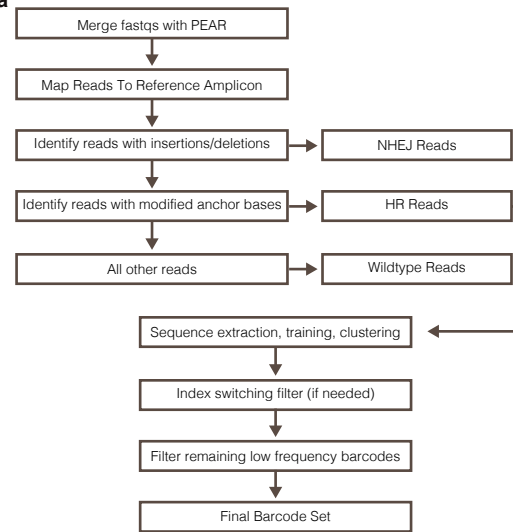 a
Merge fastqs with PEAR
Map Reads To Reference Amplicon
Identify reads with insertions/deletions
NHEJ Reads
Identify reads with modified anchor bases
HR Reads
All other reads
Wildtype Reads
Sequence extraction, training, clustering
Index switching filter (if needed)
Filter remaining low frequency barcodes
Final Barcode Set